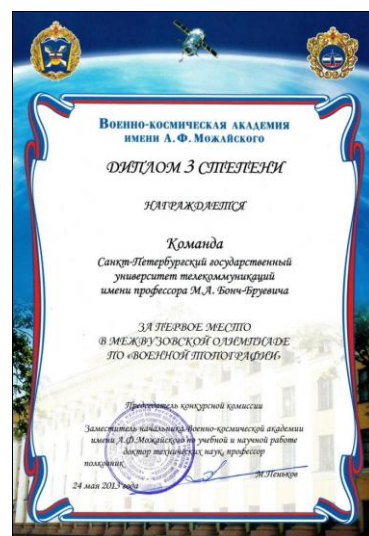 Военно-космическая академия
имени А.Ф.Можайского
ДИПЛОМ 3 СТЕПЕНИ
НАГРАЖДАЕТСЯ
Команда
Санкт-Петербургский государственный
университет телекоммуникаций
имени профессора М.А. Бонч-Бруевича
ЗА ПЕРВОЕ МЕСТО
В МЕЖВУЗОВСКОЙ ОЛИМПИАДЕ
ПО «ВОЕННОЙ ТОПОГРАФИИ»
Председатель конкурсной комиссии
Заместитель начальника Военно-космической академии
имени А.Ф.Можайского по учебной и научной работе
доктор технических наук, профессор
полковник
М.Пеньков
24 мая 2013 года